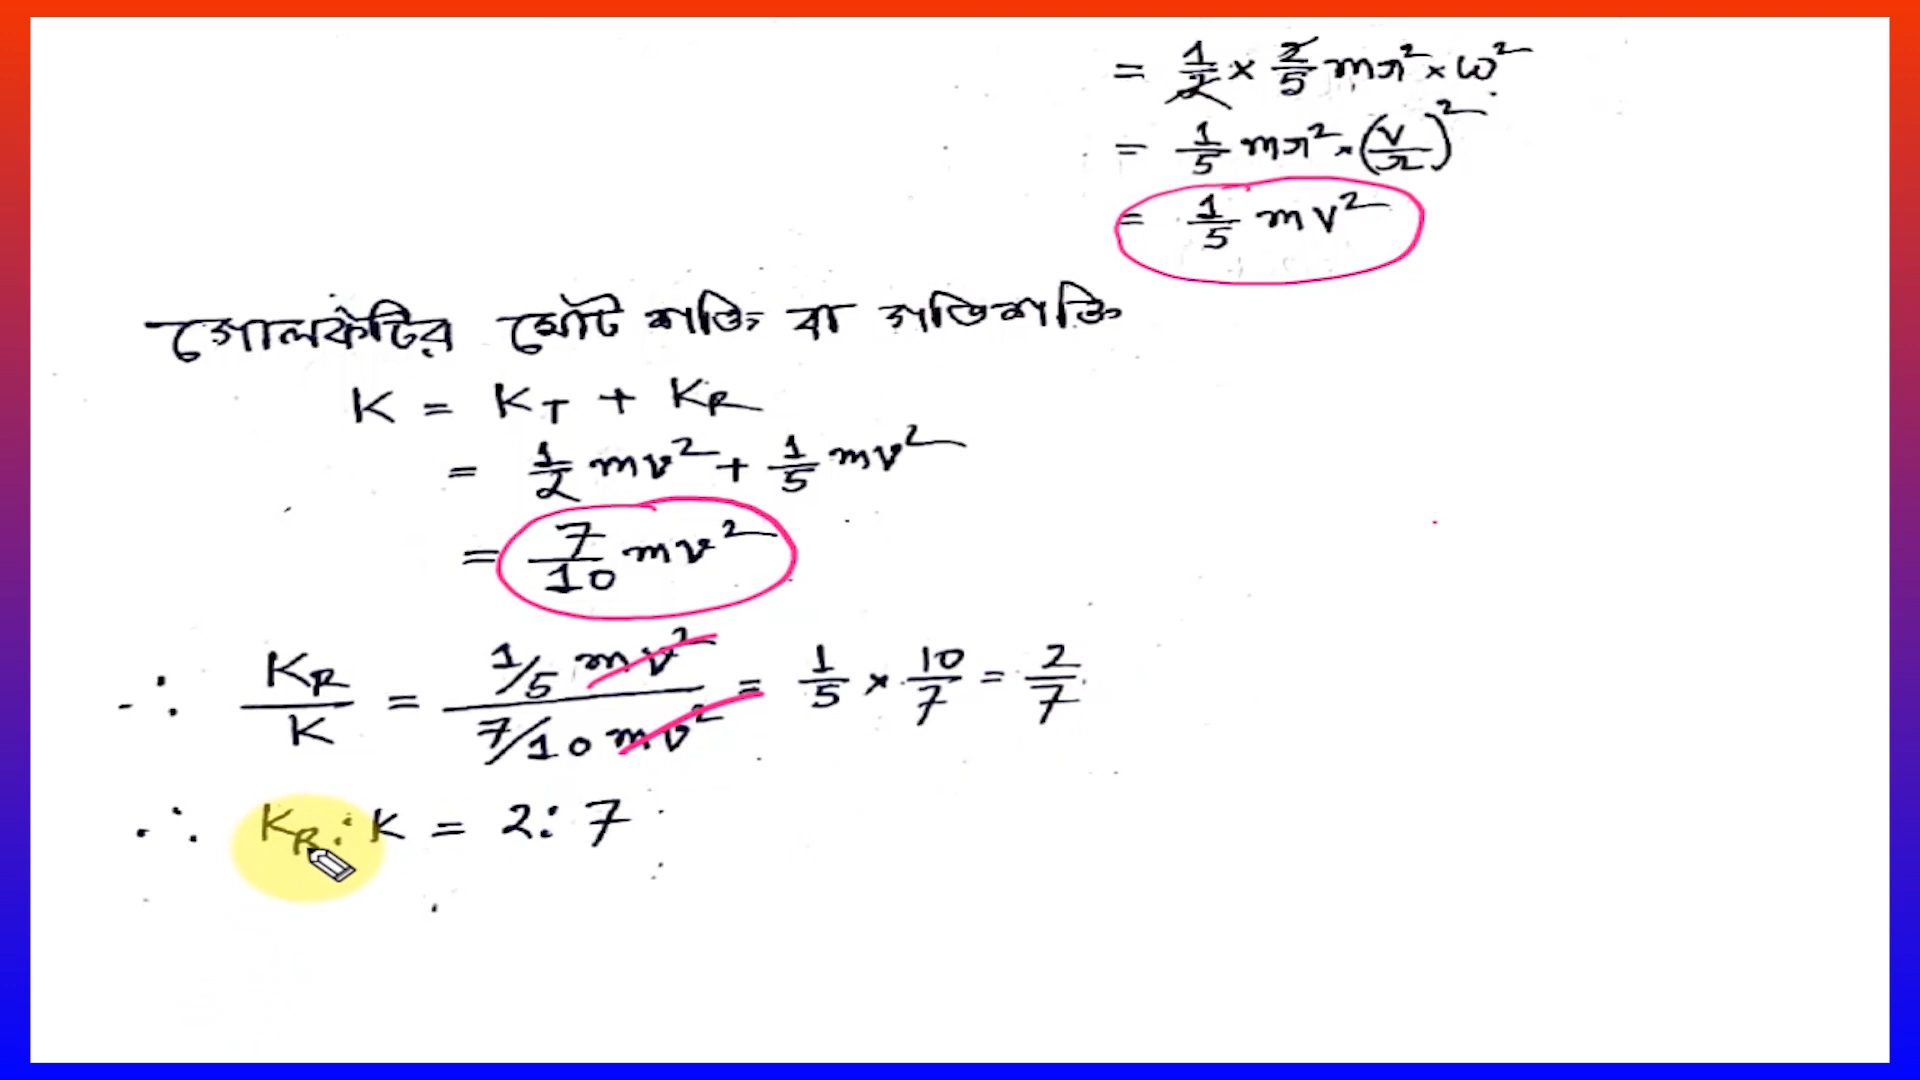 = 1/2 × 2/5 mr² × ω²
= 1/5 mr² × (v/r)²
= 1/5 mv²
গোলকটির মোট শক্তি বা গতিশক্তি
K = K_T + K_R
= 1/2 mv² + 1/5 mv²
= 7/10 mv²
∴ K_R/K = (1/5 mv²)/(7/10 mv²) = 1/5 × 10/7 = 2/7
∴ K_R : K = 2 : 7